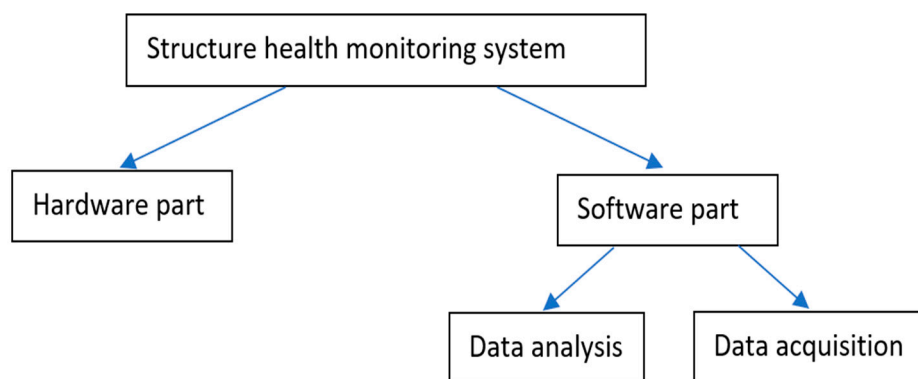 Structure health monitoring system
Hardware part
Software part
Data analysis
Data acquisition